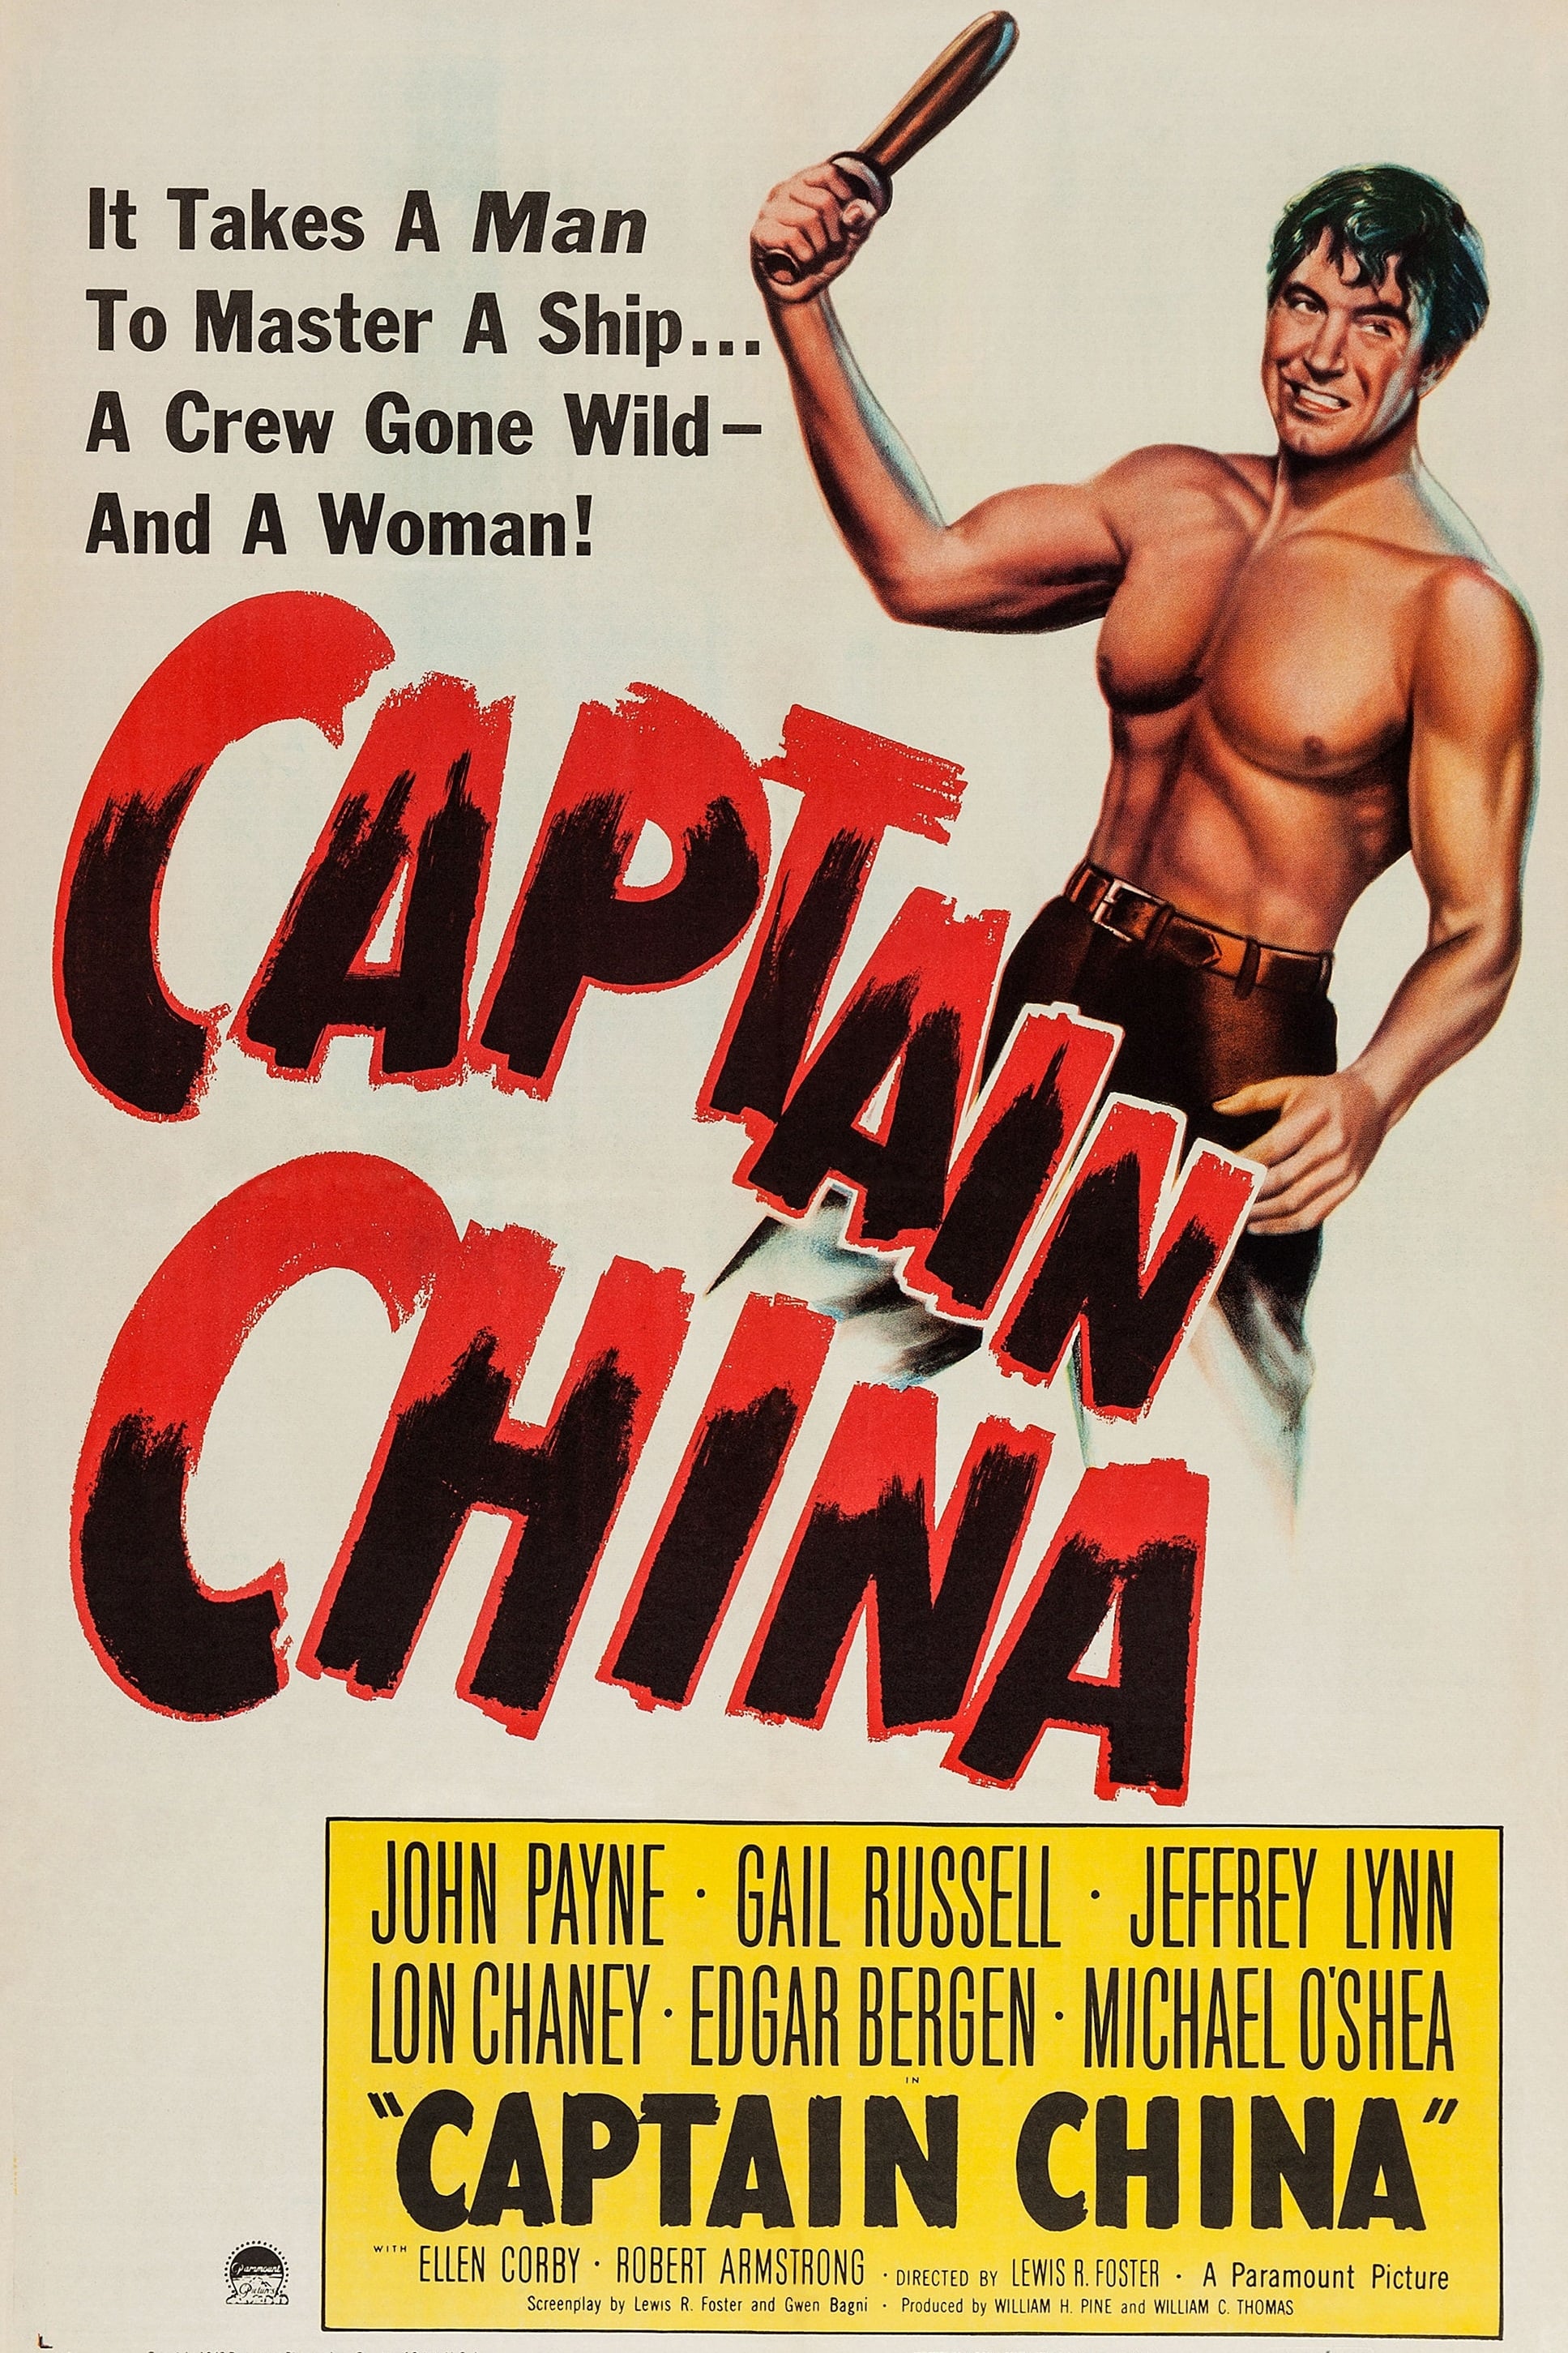 It Takes A Man
To Master A Ship...
A Crew Gone Wild–
And A Woman!
CAPTAIN
CHINA
JOHN PAYNE · GAIL RUSSELL · JEFFREY LYNN
LON CHANEY · EDGAR BERGEN · MICHAEL O'SHEA
IN
"CAPTAIN CHINA"
WITH ELLEN CORBY · ROBERT ARMSTRONG · DIRECTED BY LEWIS R. FOSTER · A Paramount Picture
Screenplay by Lewis R. Foster and Gwen Bagni · Produced by WILLIAM H. PINE and WILLIAM C. THOMAS
Paramount
Pictures